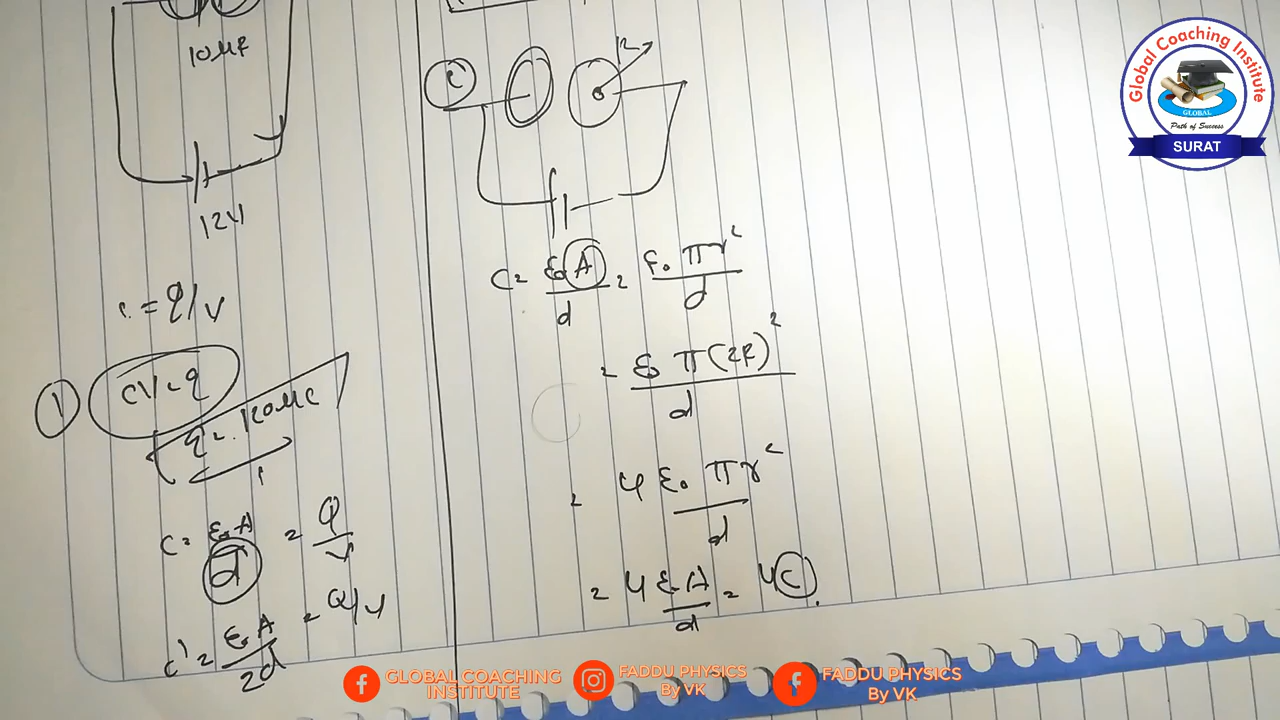 10μF
12V
C = q/V
① CV = q
q = 120μC
C = ε₀A/d = Q/V
C' = ε₀A/2d = Q/V
C
R
C = ε₀A/d = ε₀πr²/d
= ε₀π(2R)²/d
= 4ε₀πr²/d
= 4ε₀A/d = 4C.
Global Coaching Institute
GLOBAL
Path of Success
SURAT
GLOBAL COACHING
INSTITUTE
FADDU PHYSICS
By VK
FADDU PHYSICS
By VK